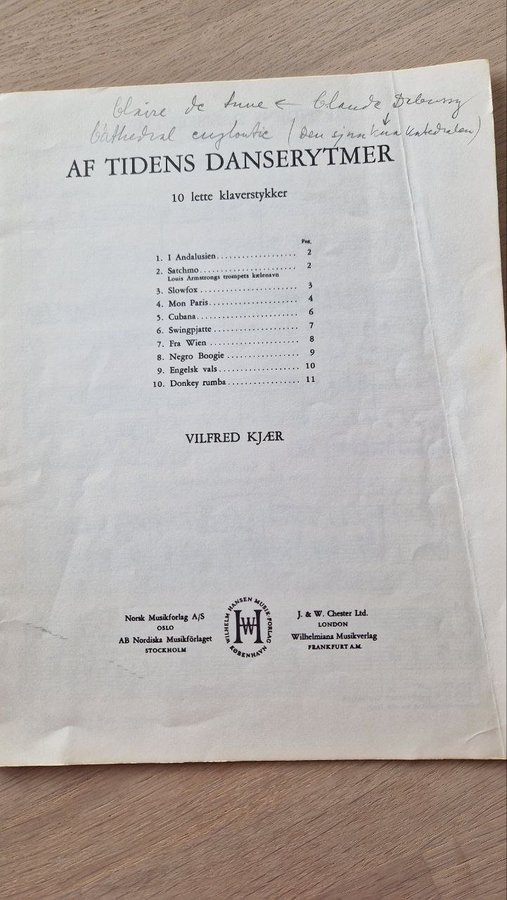 Claire de lune ← Claude Debussy
Cathedral engloutie (Den sjunkna katedralen)
AF TIDENS DANSERYTMER
10 lette klaverstykker
Pag.
1. I Andalusien................... 2
2. Satchmo....................... 2
Louis Armstrongs trompets kælenavn
3. Slowfox ....................... 3
4. Mon Paris..................... 4
5. Cubana........................ 6
6. Swingpjatte ................... 7
7. Fra Wien ...................... 8
8. Negro Boogie ................. 9
9. Engelsk vals................... 10
10. Donkey rumba ................. 11
VILFRED KJÆR
Norsk Musikforlag A/S
OSLO
AB Nordiska Musikförlaget
STOCKHOLM
WILHELM HANSEN MUSIK-FORLAG
KØBENHAVN
WH
J. & W. Chester Ltd.
LONDON
Wilhelmiana Musikverlag
FRANKFURT A.M.